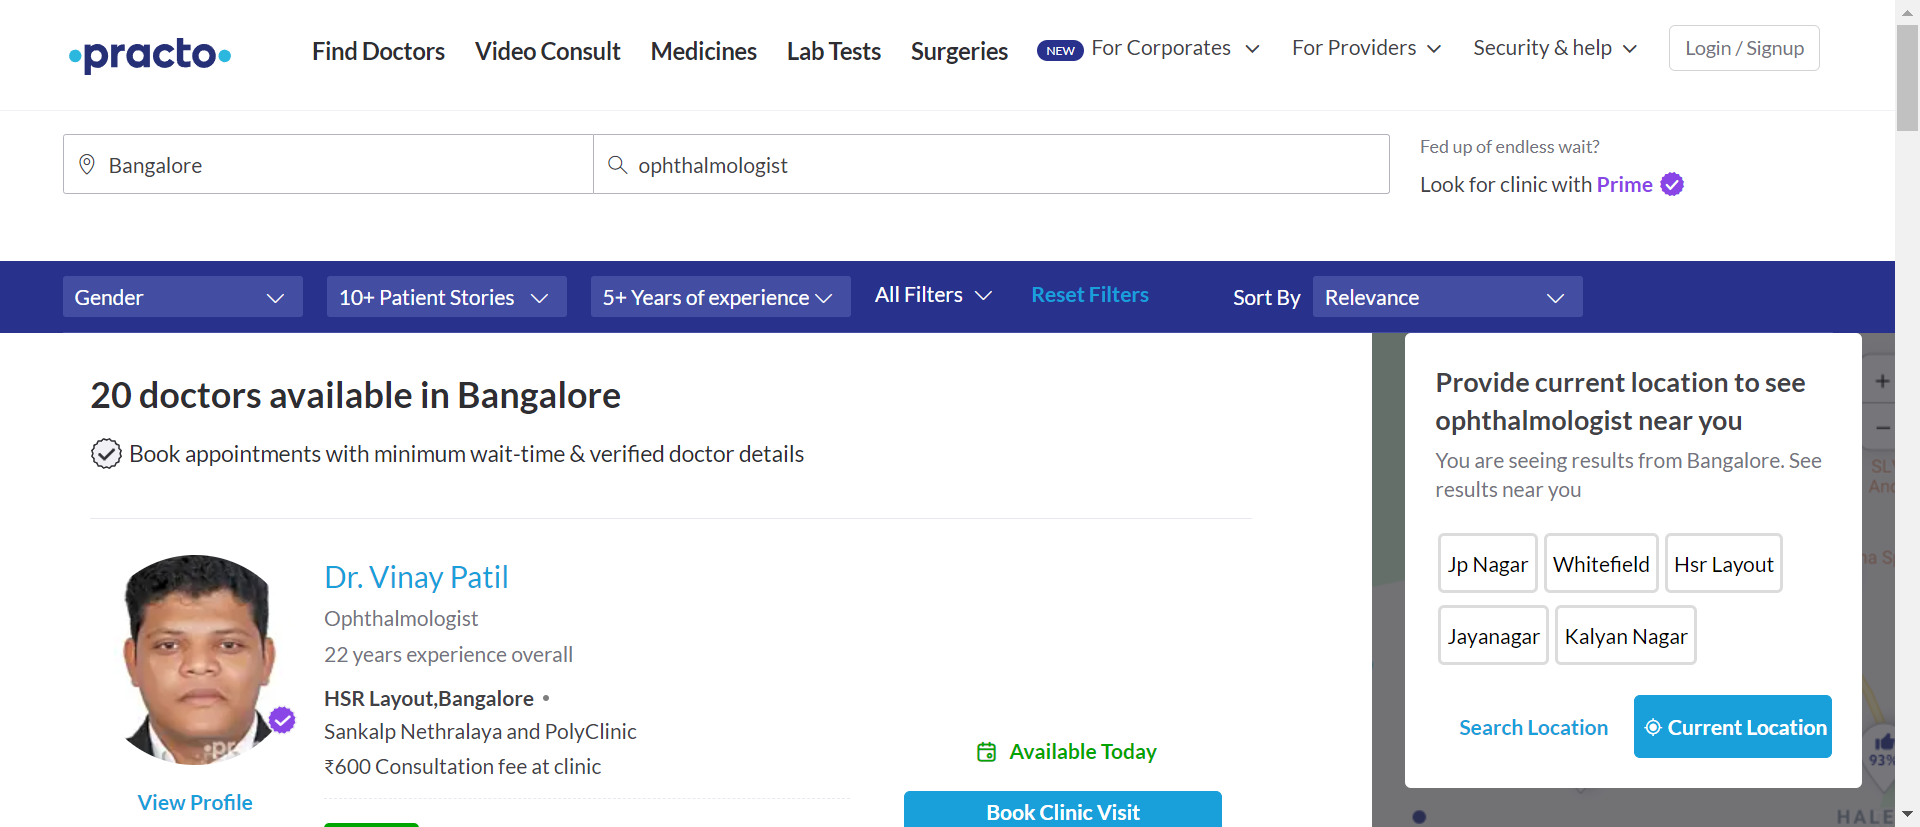 practo
Find Doctors
Video Consult
Medicines
Lab Tests
Surgeries
NEW
For Corporates
For Providers
Security & help
Login / Signup
Bangalore
ophthalmologist
Fed up of endless wait?
Look for clinic with Prime
Gender
10+ Patient Stories
5+ Years of experience
All Filters
Reset Filters
Sort By
Relevance
20 doctors available in Bangalore
Book appointments with minimum wait-time & verified doctor details
Dr. Vinay Patil
Ophthalmologist
22 years experience overall
HSR Layout,Bangalore •
Sankalp Nethralaya and PolyClinic
₹600 Consultation fee at clinic
View Profile
Available Today
Book Clinic Visit
Provide current location to see
ophthalmologist near you
You are seeing results from Bangalore. See
results near you
Jp Nagar
Whitefield
Hsr Layout
Jayanagar
Kalyan Nagar
Search Location
Current Location
+
−
93%
HALE